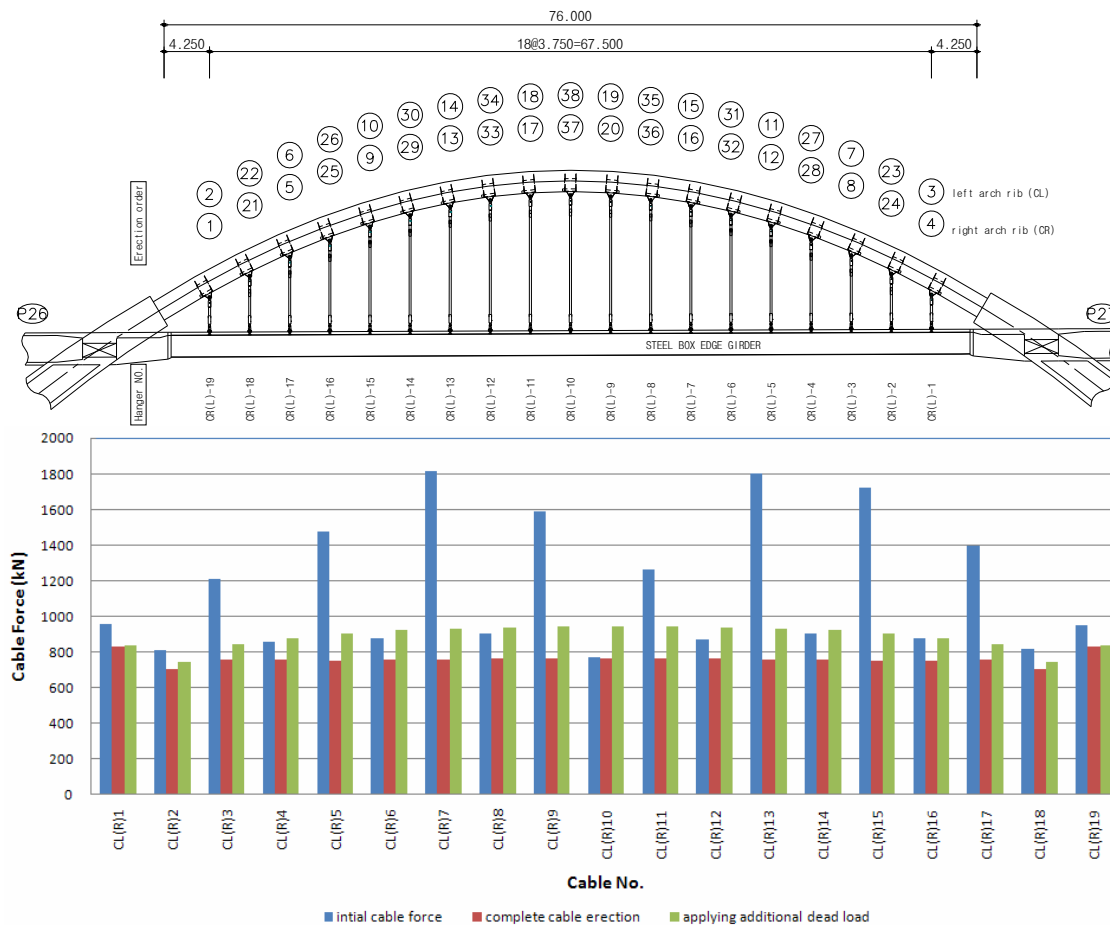 76.000
4.250 18@3.750=67.500 4.250
38
18 19
34 35
14 15
30 31
10 11
26 27
6 7
22 23
2 3 left arch rib (CL)
37
17 20
33 36
13 16
29 32
9 12
25 28
5 8
21 24
1 4 right arch rib (CR)
Erection order
P26
P27
STEEL BOX EDGE GIRDER
Hanger NO.
CR(L)-19
CR(L)-18
CR(L)-17
CR(L)-16
CR(L)-15
CR(L)-14
CR(L)-13
CR(L)-12
CR(L)-11
CR(L)-10
CR(L)-9
CR(L)-8
CR(L)-7
CR(L)-6
CR(L)-5
CR(L)-4
CR(L)-3
CR(L)-2
CR(L)-1
2000
1800
1600
1400
1200
1000
800
600
400
200
0
Cable Force (kN)
CL(R)1
CL(R)2
CL(R)3
CL(R)4
CL(R)5
CL(R)6
CL(R)7
CL(R)8
CL(R)9
CL(R)10
CL(R)11
CL(R)12
CL(R)13
CL(R)14
CL(R)15
CL(R)16
CL(R)17
CL(R)18
CL(R)19
Cable No.
intial cable force complete cable erection applying additional dead load